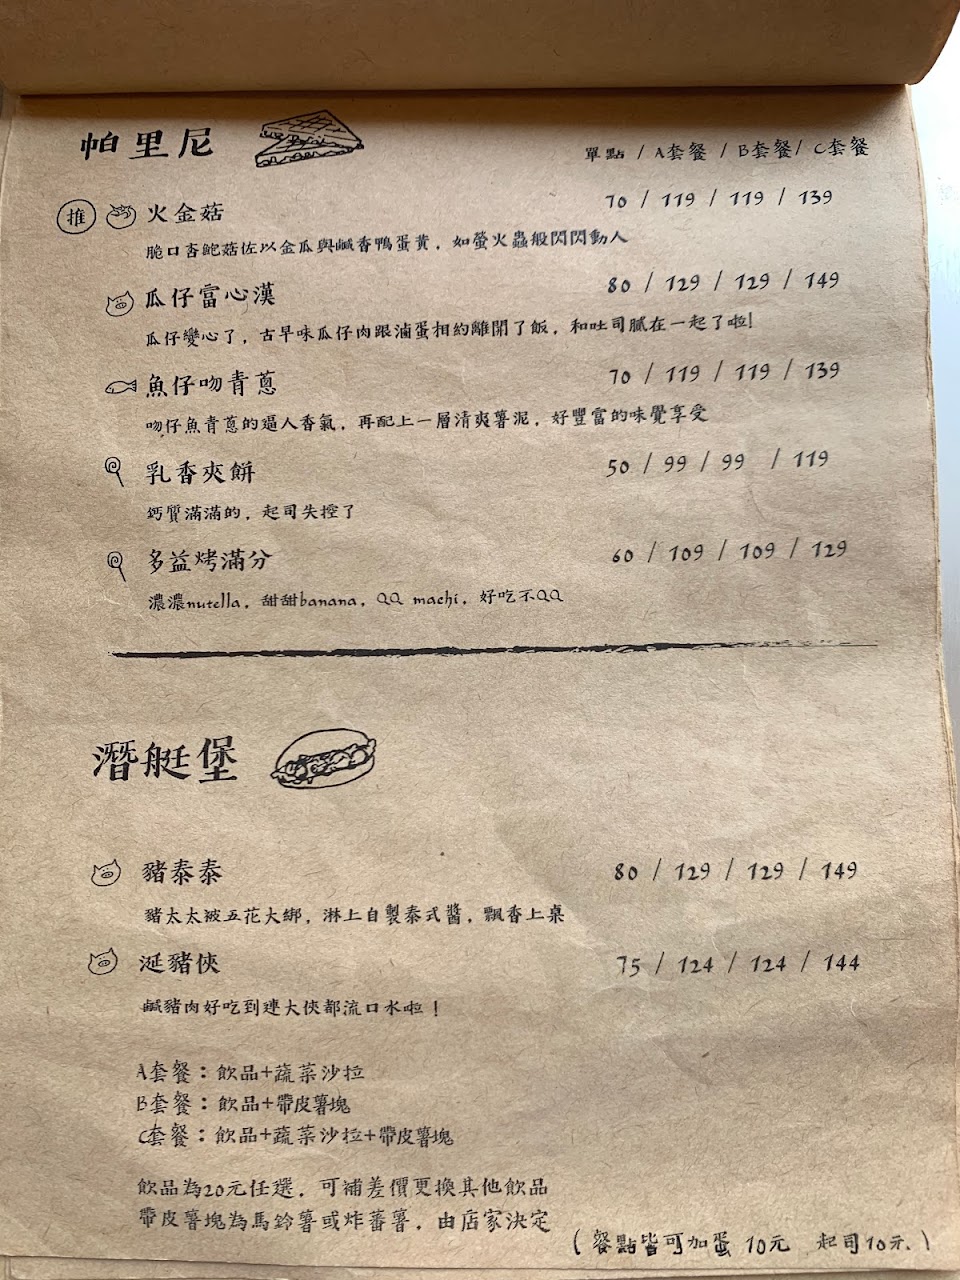 帕里尼
單點 / A套餐 / B套餐 / C套餐
推 火金菇 70 / 119 / 119 / 139
脆口杏鮑菇佐以金瓜與鹹香鴨蛋黃，如螢火蟲般閃閃動人
瓜仔當心漢 80 / 129 / 129 / 149
瓜仔變心了，古早味瓜仔肉跟滷蛋相約離開了飯，和吐司膩在一起了啦!
魚仔吻青蔥 70 / 119 / 119 / 139
吻仔魚青蔥的逼人香氣，再配上一層清爽薯泥，好豐富的味覺享受
乳香夾餅 50 / 99 / 99 / 119
鈣質滿滿的，起司失控了
多益烤滿分 60 / 109 / 109 / 129
濃濃nutella，甜甜banana，QQ machi，好吃不QQ
潛艇堡
豬泰泰 80 / 129 / 129 / 149
豬太太被五花大綁，淋上自製泰式醬，飄香上桌
涎豬俠 75 / 124 / 124 / 144
鹹豬肉好吃到連大俠都流口水啦！
A套餐：飲品+蔬菜沙拉
B套餐：飲品+帶皮薯塊
C套餐：飲品+蔬菜沙拉+帶皮薯塊
飲品為20元任選，可補差價更換其他飲品
帶皮薯塊為馬鈴薯或炸蕃薯，由店家決定
(餐點皆可加蛋 10元 起司10元.)